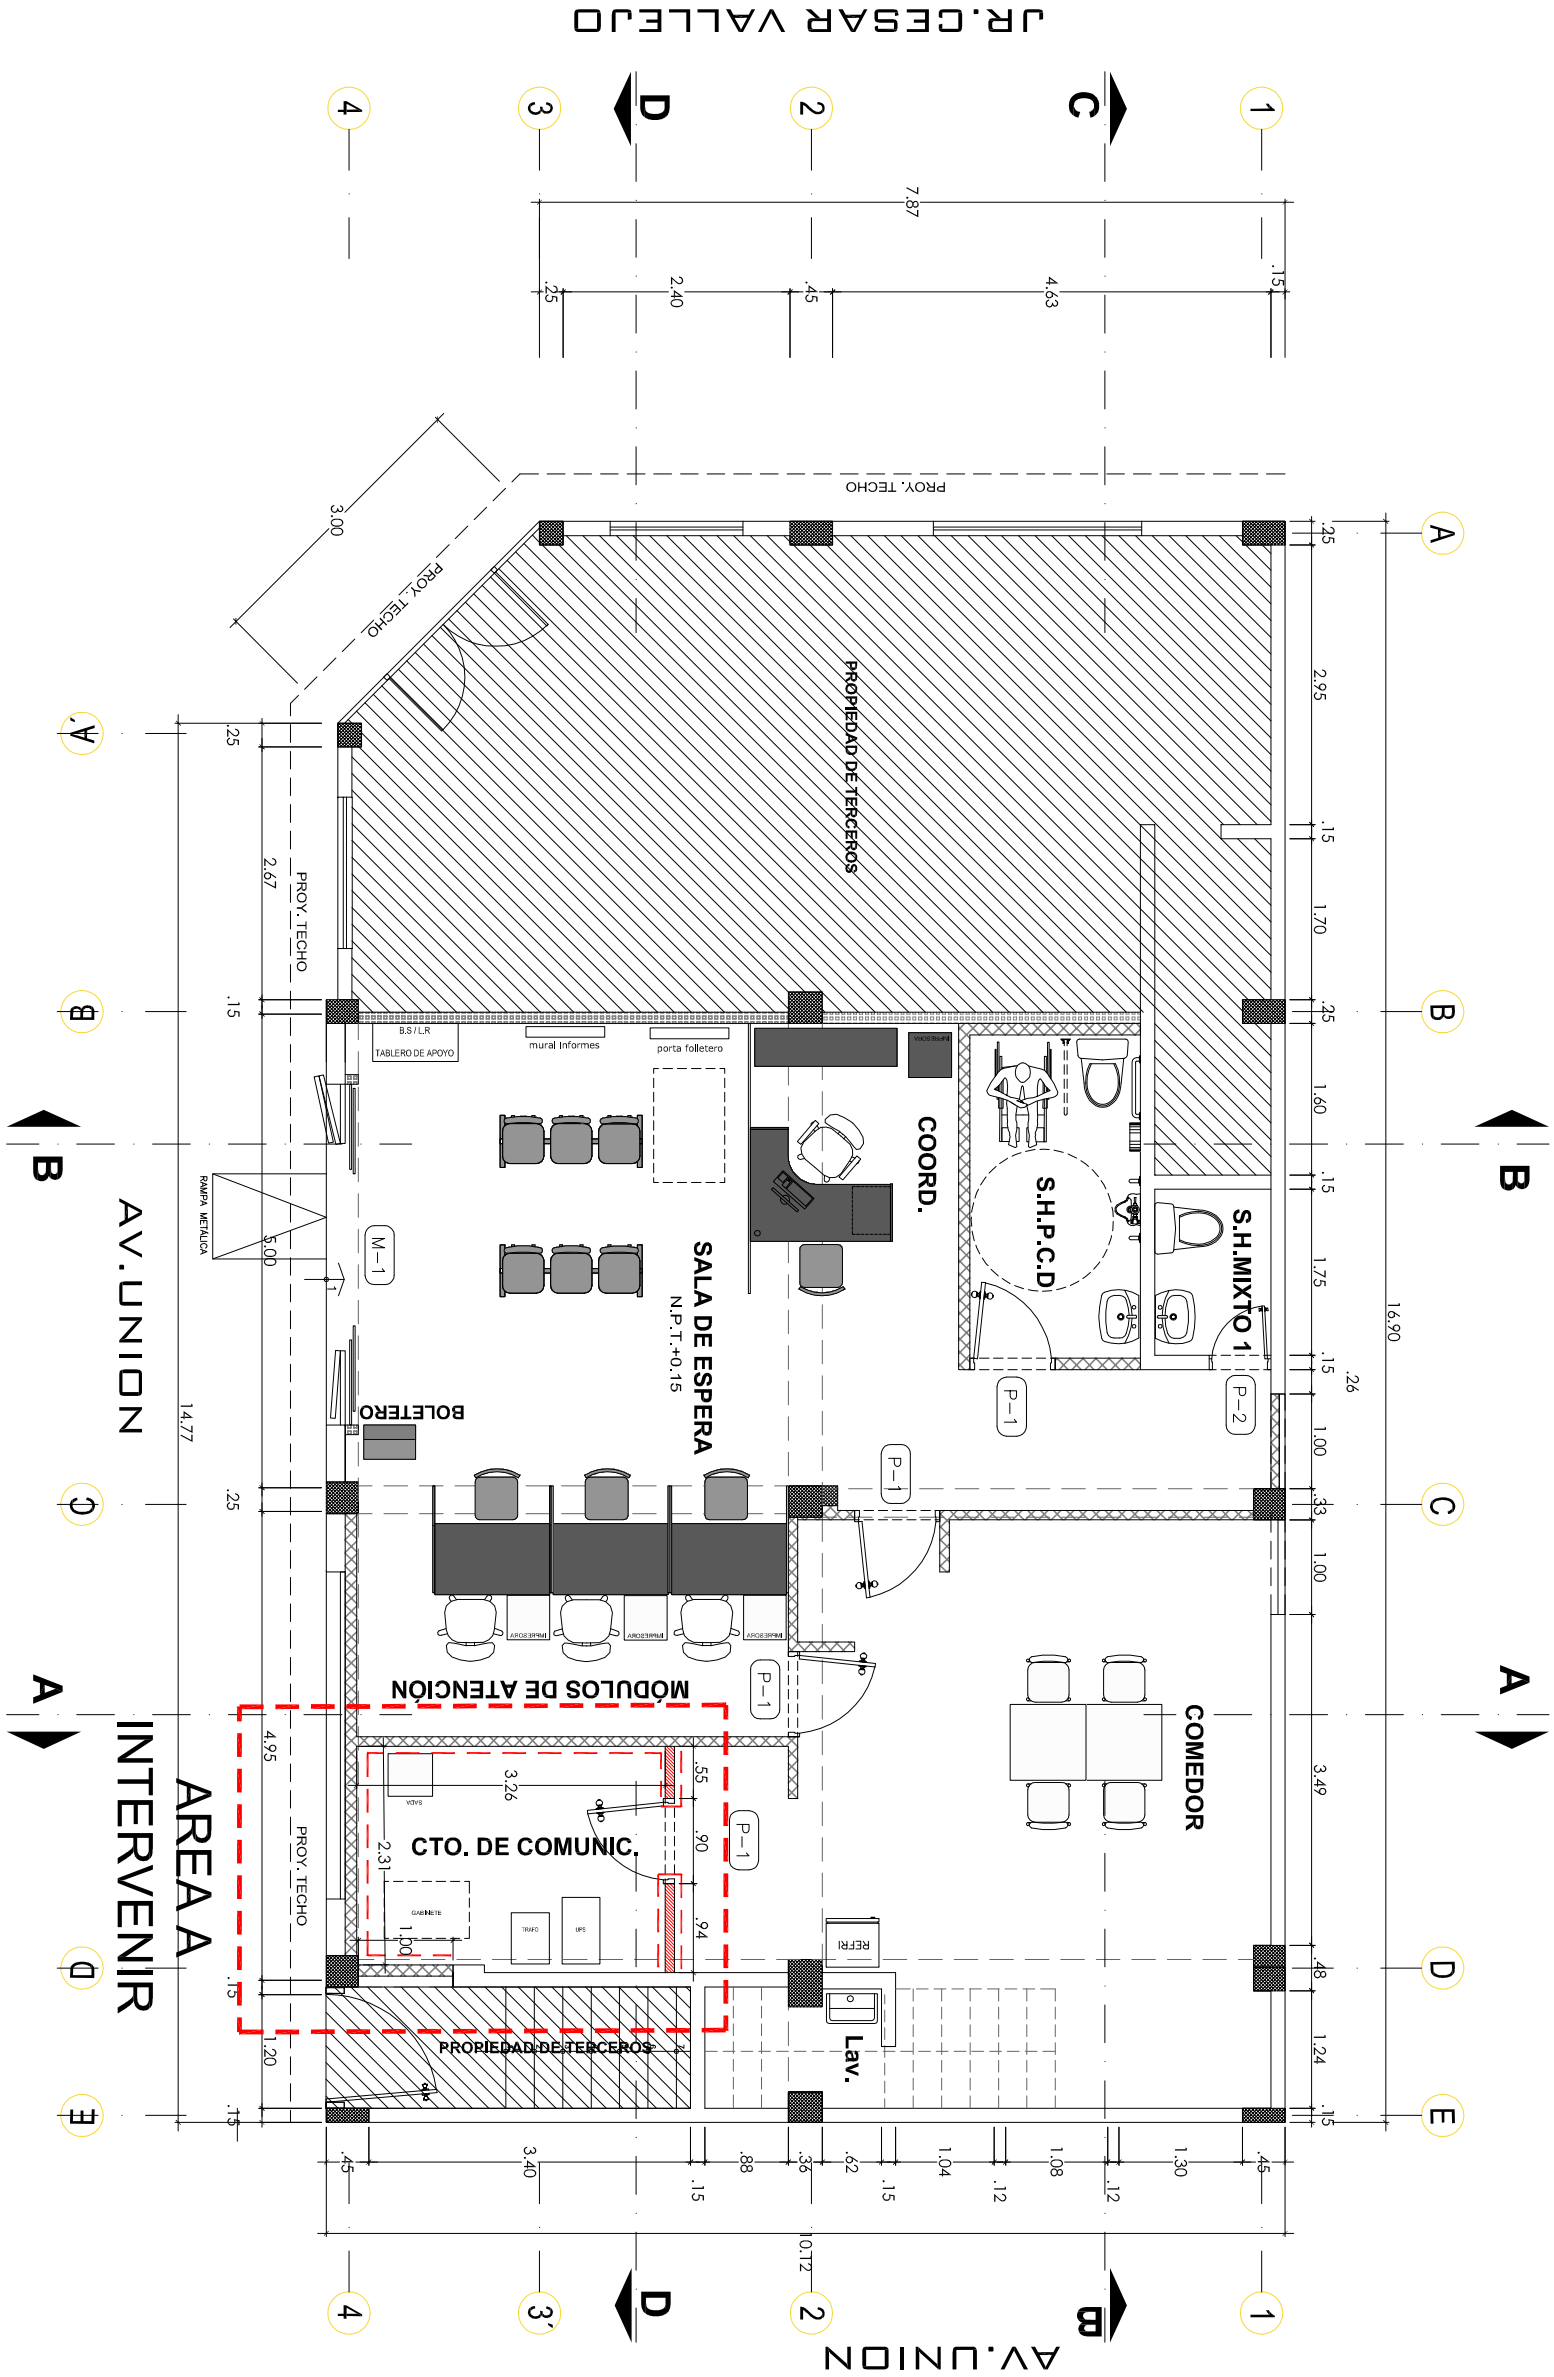 JR.CESAR VALLEJO
4
3
D
2
C
1
7.87
.25
2.40
.45
4.63
.15
PROY. TECHO
3.00
PROY. TECHO
A
.25
2.95
PROPIEDAD DE TERCEROS
A'
.25
2.67
PROY. TECHO
.15
1.70
B
.15
.25
B
B.S / L.R
TABLERO DE APOYO
mural Informes
porta folletero
IMPRESORA
COORD.
1.60
B
B
RAMPA METÁLICA
5.00
M-1
1
AV.UNION
SALA DE ESPERA
N.P.T.+0.15
S.H.P.C.D
S.H.MIXTO 1
.15
1.75
16.90
.15
.26
14.77
BOLETERO
P-1
P-2
1.00
P-1
C
.25
.33
C
1.00
IMPRESORA
IMPRESORA
IMPRESORA
MÓDULOS DE ATENCIÓN
P-1
A
A
COMEDOR
3.49
AREA A
INTERVENIR
4.95
PROY. TECHO
SADA
3.26
2.31
CTO. DE COMUNIC.
.55
.90
.94
P-1
GABINETE
1.00
TRAFO
UPS
REFRI
D
.15
.48
D
1.20
PROPIEDAD DE TERCEROS
Lav.
1.24
E
.15
.15
E
.45
3.40
.15
.88
.36
.62
.15
1.04
.12
1.08
.12
1.30
.45
10.12
4
3'
D
2
B
1
AV.UNION